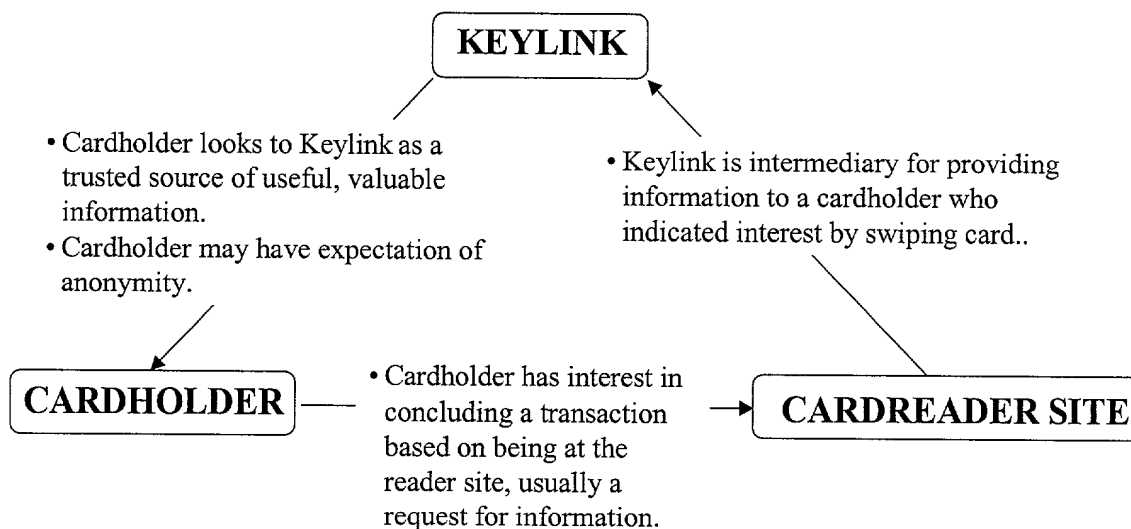 KEYLINK
• Cardholder looks to Keylink as a
trusted source of useful, valuable
information.
• Cardholder may have expectation of
anonymity.
• Keylink is intermediary for providing
information to a cardholder who
indicated interest by swiping card..
CARDHOLDER
• Cardholder has interest in
concluding a transaction
based on being at the
reader site, usually a
request for information.
CARDREADER SITE